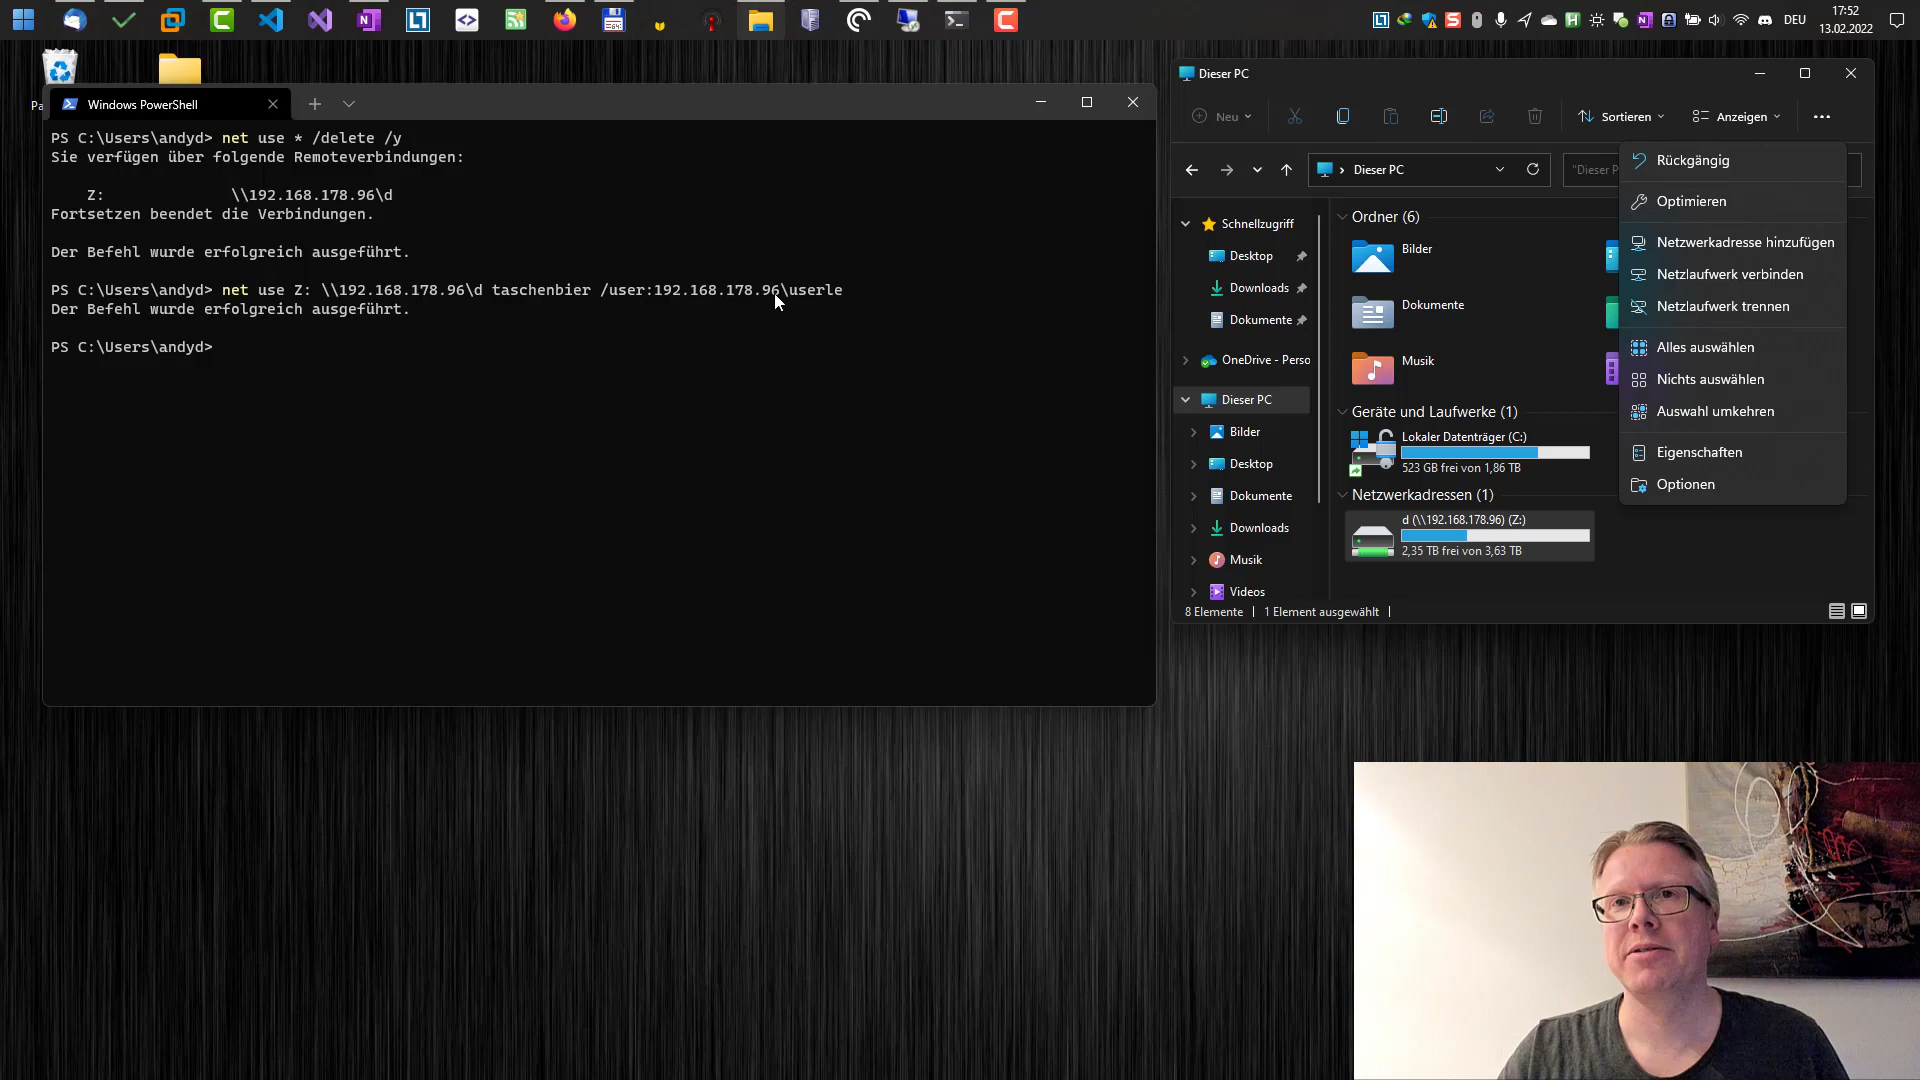 DEU
17:52
13.02.2022
Pa
Windows PowerShell
PS C:\Users\andyd> net use * /delete /y
Sie verfügen über folgende Remoteverbindungen:
Z: \\192.168.178.96\d
Fortsetzen beendet die Verbindungen.
Der Befehl wurde erfolgreich ausgeführt.
PS C:\Users\andyd> net use Z: \\192.168.178.96\d taschenbier /user:192.168.178.96\userle
Der Befehl wurde erfolgreich ausgeführt.
PS C:\Users\andyd>
Dieser PC
Neu
Sortieren
Anzeigen
Dieser PC
"Dieser P
Schnellzugriff
Desktop
Downloads
Dokumente
OneDrive - Perso
Dieser PC
Bilder
Desktop
Dokumente
Downloads
Musik
Videos
Ordner (6)
Bilder
Dokumente
Musik
Geräte und Laufwerke (1)
Lokaler Datenträger (C:)
523 GB frei von 1,86 TB
Netzwerkadressen (1)
d (\\192.168.178.96) (Z:)
2,35 TB frei von 3,63 TB
Rückgängig
Optimieren
Netzwerkadresse hinzufügen
Netzlaufwerk verbinden
Netzlaufwerk trennen
Alles auswählen
Nichts auswählen
Auswahl umkehren
Eigenschaften
Optionen
8 Elemente
1 Element ausgewählt